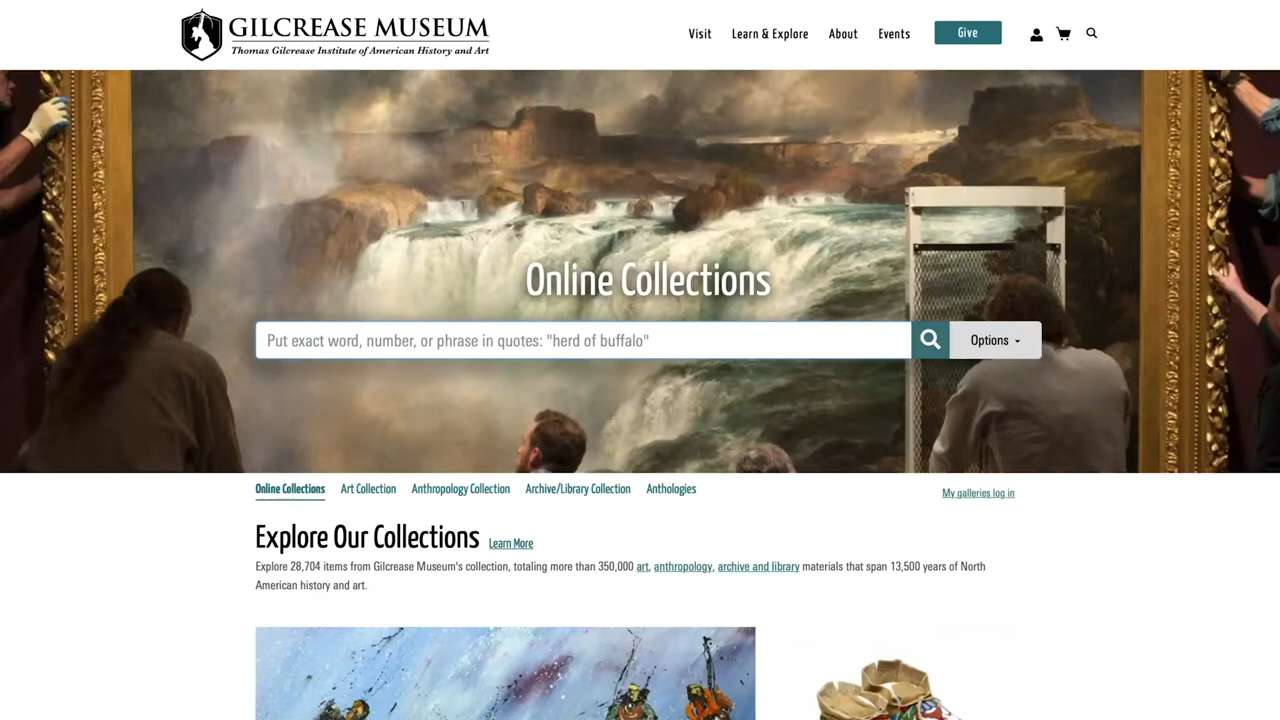 GILCREASE MUSEUM
Thomas Gilcrease Institute of American History and Art
Visit
Learn & Explore
About
Events
Give
Online Collections
Put exact word, number, or phrase in quotes: "herd of buffalo"
Options
Online Collections
Art Collection
Anthropology Collection
Archive/Library Collection
Anthologies
My galleries log in
Explore Our Collections
Learn More
Explore 28,704 items from Gilcrease Museum's collection, totaling more than 350,000 art, anthropology, archive and library materials that span 13,500 years of North
American history and art.